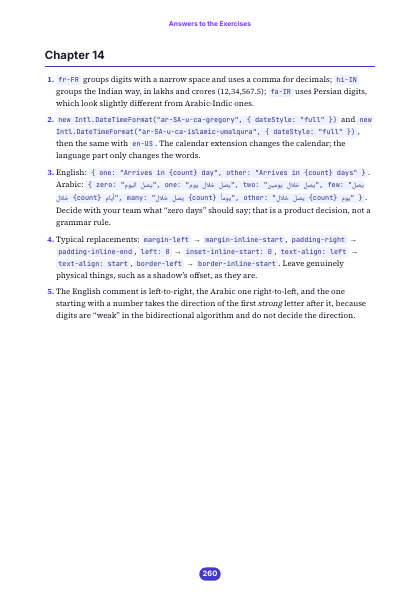 Answers to the Exercises
Chapter 14
1. fr-FR groups digits with a narrow space and uses a comma for decimals; hi-IN
groups the Indian way, in lakhs and crores (12,34,567.5); fa-IR uses Persian digits,
which look slightly different from Arabic-Indic ones.
2. new Intl.DateTimeFormat("ar-SA-u-ca-gregory", { dateStyle: "full" }) and new
Intl.DateTimeFormat("ar-SA-u-ca-islamic-umalqura", { dateStyle: "full" }) ,
then the same with en-US . The calendar extension changes the calendar; the
language part only changes the words.
3. English: { one: "Arrives in {count} day", other: "Arrives in {count} days" } .
Arabic: { zero: "يصل اليوم", one: "يصل خلال يوم", two: "يصل خلال يومين", few: "يصل
خلال {count} أيام", many: "يصل خلال {count} يوماً", other: "يصل خلال {count} يوم" } .
Decide with your team what “zero days” should say; that is a product decision, not a
grammar rule.
4. Typical replacements: margin-left → margin-inline-start, padding-right →
padding-inline-end , left: 0 → inset-inline-start: 0 , text-align: left →
text-align: start , border-left → border-inline-start . Leave genuinely
physical things, such as a shadow’s offset, as they are.
5. The English comment is left-to-right, the Arabic one right-to-left, and the one
starting with a number takes the direction of the first strong letter after it, because
digits are “weak” in the bidirectional algorithm and do not decide the direction.
260